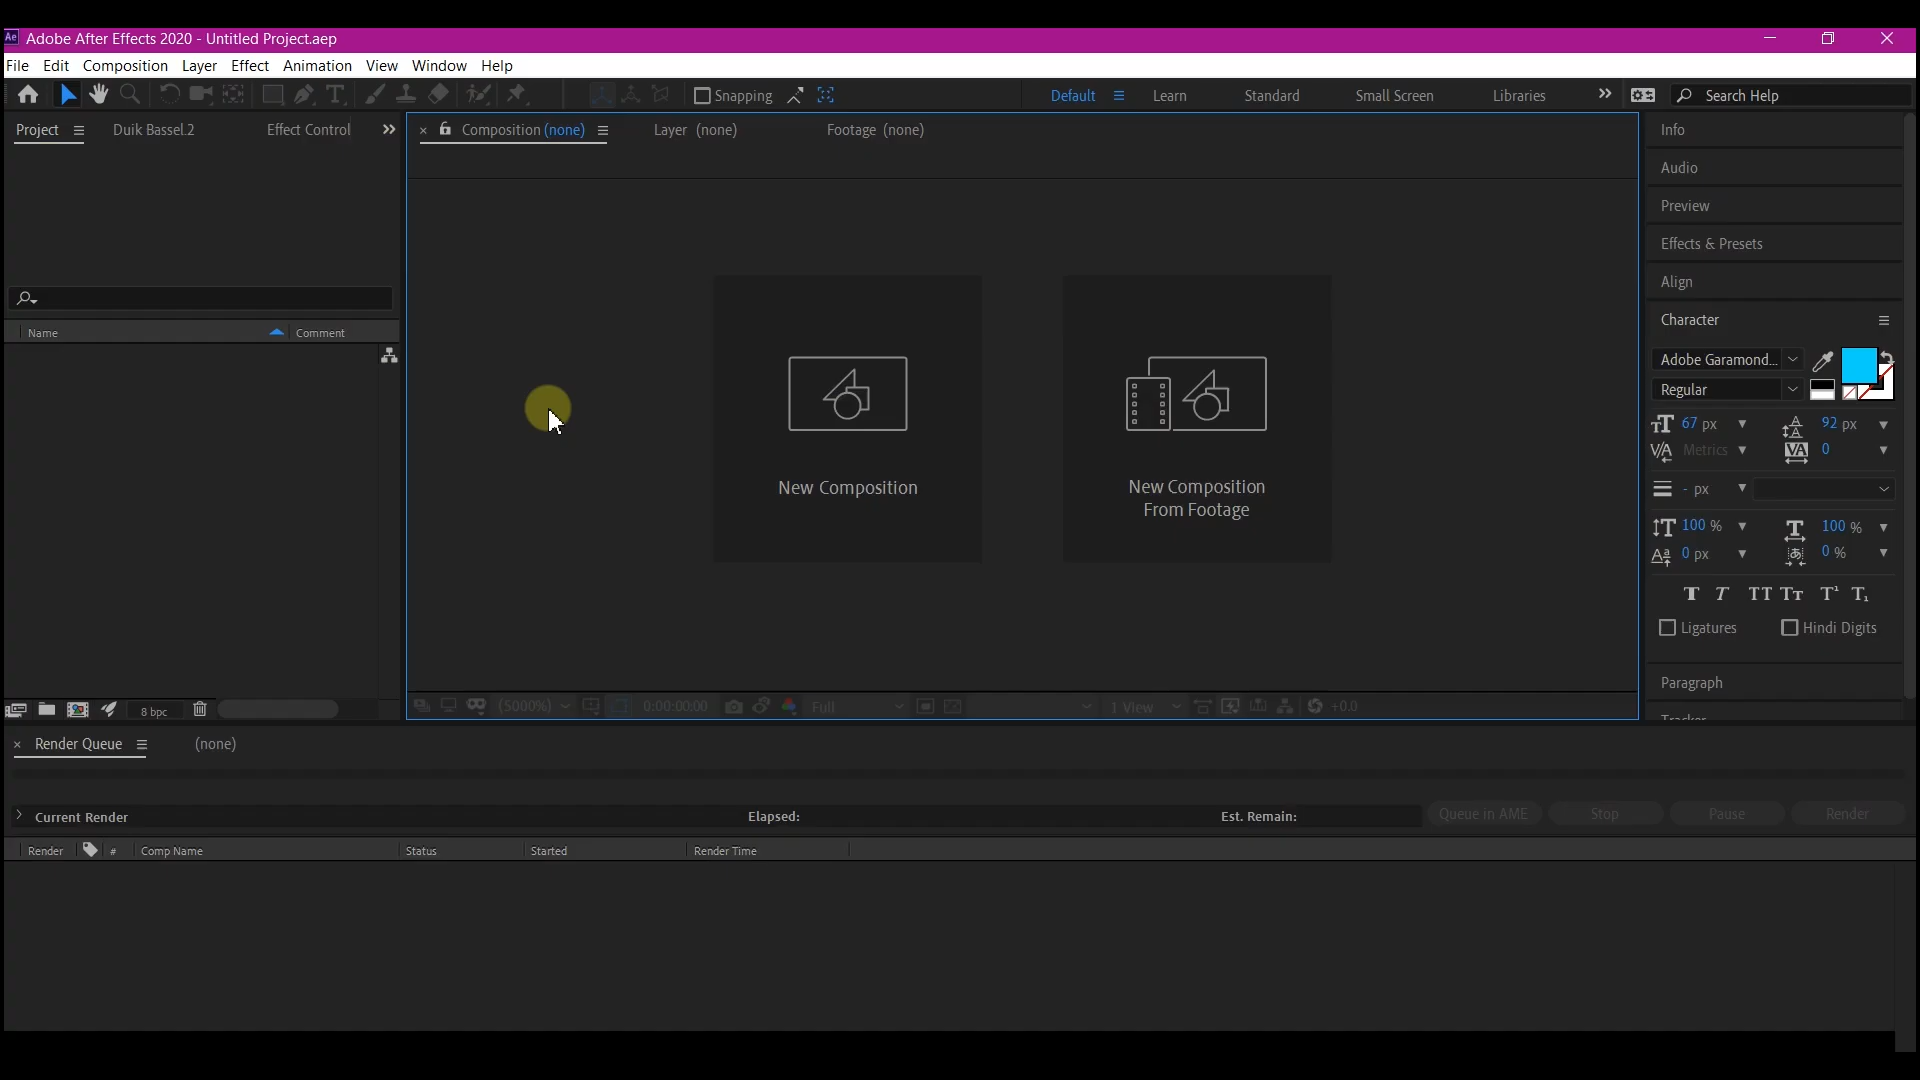 Ae Adobe After Effects 2020 - Untitled Project.aep
File Edit Composition Layer Effect Animation View Window Help
Snapping Default Learn Standard Small Screen Libraries Search Help
Project Duik Bassel.2 Effect Control
Composition (none) Layer (none) Footage (none)
Info
Audio
Preview
Effects & Presets
Align
Character
Name Comment
Adobe Garamond...
Regular
67 px 92 px
Metrics 0
- px
100 % 100 %
0 px 0 %
Ligatures Hindi Digits
Paragraph
New Composition
New Composition
From Footage
8 bpc
(5000%) 0:00:00:00 Full 1 View +0.0
Render Queue (none)
Current Render Elapsed: Est. Remain: Queue in AME Stop Pause Render
Render # Comp Name Status Started Render Time